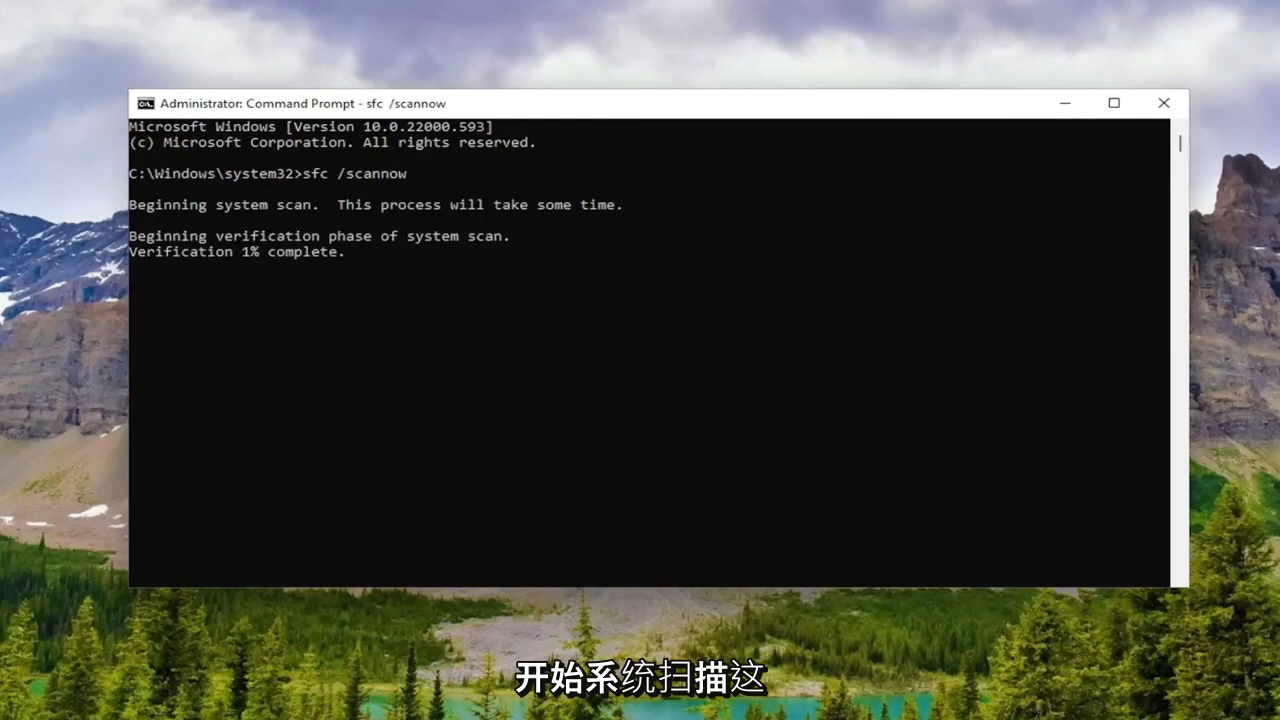 Administrator: Command Prompt - sfc /scannow
Microsoft Windows [Version 10.0.22000.593]
(c) Microsoft Corporation. All rights reserved.
C:\Windows\system32>sfc /scannow
Beginning system scan.  This process will take some time.
Beginning verification phase of system scan.
Verification 1% complete.
开始系统扫描这